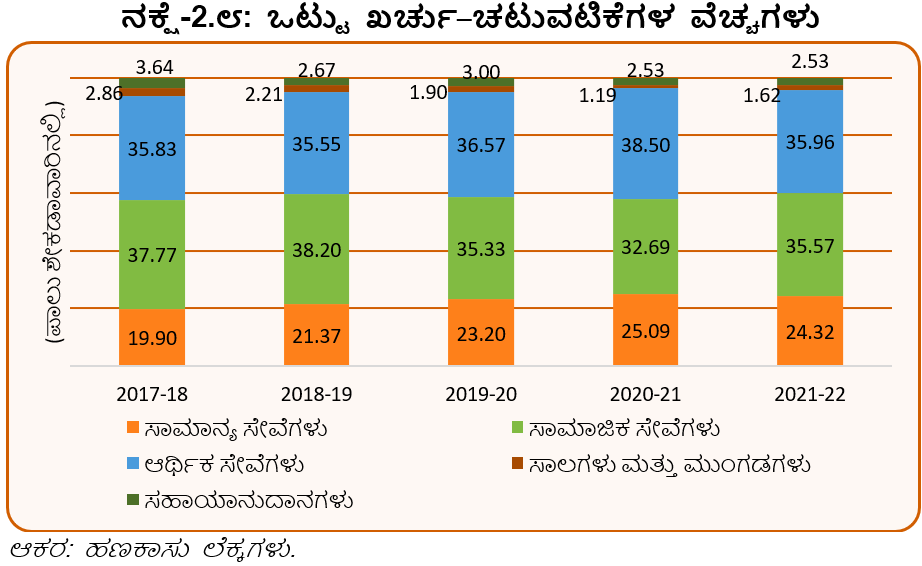 ನಕ್ಷೆ-2.೮: ಒಟ್ಟು ಖರ್ಚು–ಚಟುವಟಿಕೆಗಳ ವೆಚ್ಚಗಳು
(ಪಾಲು ಶೇಕಡಾವಾರಿನಲ್ಲಿ)
3.64 2.67 3.00 2.53 2.53
2.86 2.21 1.90 1.19 1.62
35.83 35.55 36.57 38.50 35.96
37.77 38.20 35.33 32.69 35.57
19.90 21.37 23.20 25.09 24.32
2017-18 2018-19 2019-20 2020-21 2021-22
ಸಾಮಾನ್ಯ ಸೇವೆಗಳು ಸಾಮಾಜಿಕ ಸೇವೆಗಳು
ಆರ್ಥಿಕ ಸೇವೆಗಳು ಸಾಲಗಳು ಮತ್ತು ಮುಂಗಡಗಳು
ಸಹಾಯಾನುದಾನಗಳು
ಆಕರ: ಹಣಕಾಸು ಲೆಕ್ಕಗಳು.